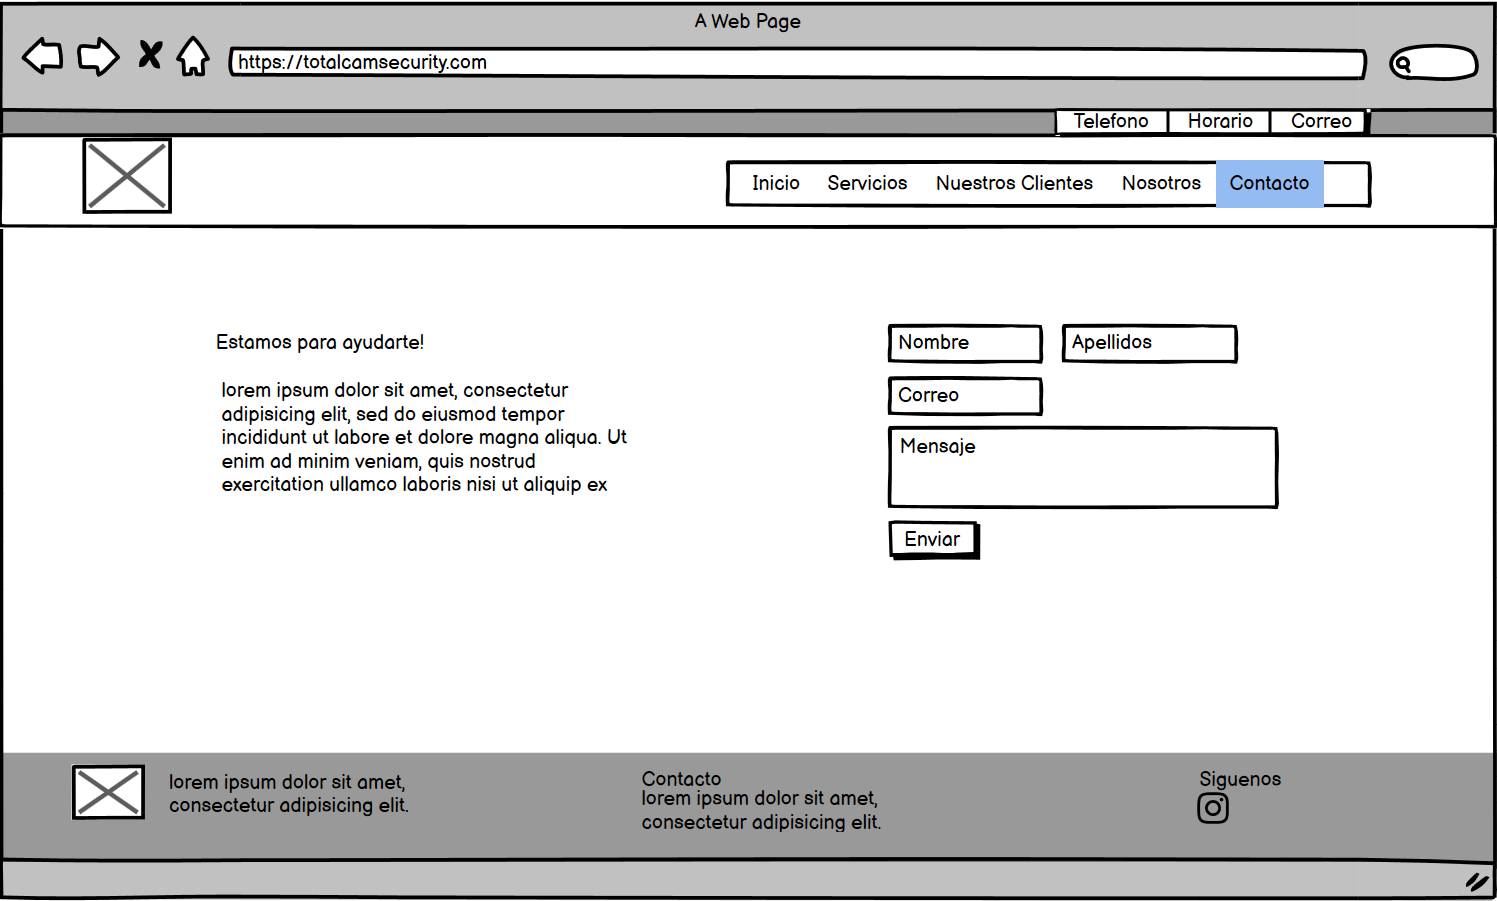 A Web Page
https://totalcamsecurity.com
Telefono Horario Correo
Inicio Servicios Nuestros Clientes Nosotros Contacto
Estamos para ayudarte!
lorem ipsum dolor sit amet, consectetur
adipisicing elit, sed do eiusmod tempor
incididunt ut labore et dolore magna aliqua. Ut
enim ad minim veniam, quis nostrud
exercitation ullamco laboris nisi ut aliquip ex
Nombre Apellidos
Correo
Mensaje
Enviar
lorem ipsum dolor sit amet,
consectetur adipisicing elit.
Contacto
lorem ipsum dolor sit amet,
consectetur adipisicing elit.
Siguenos